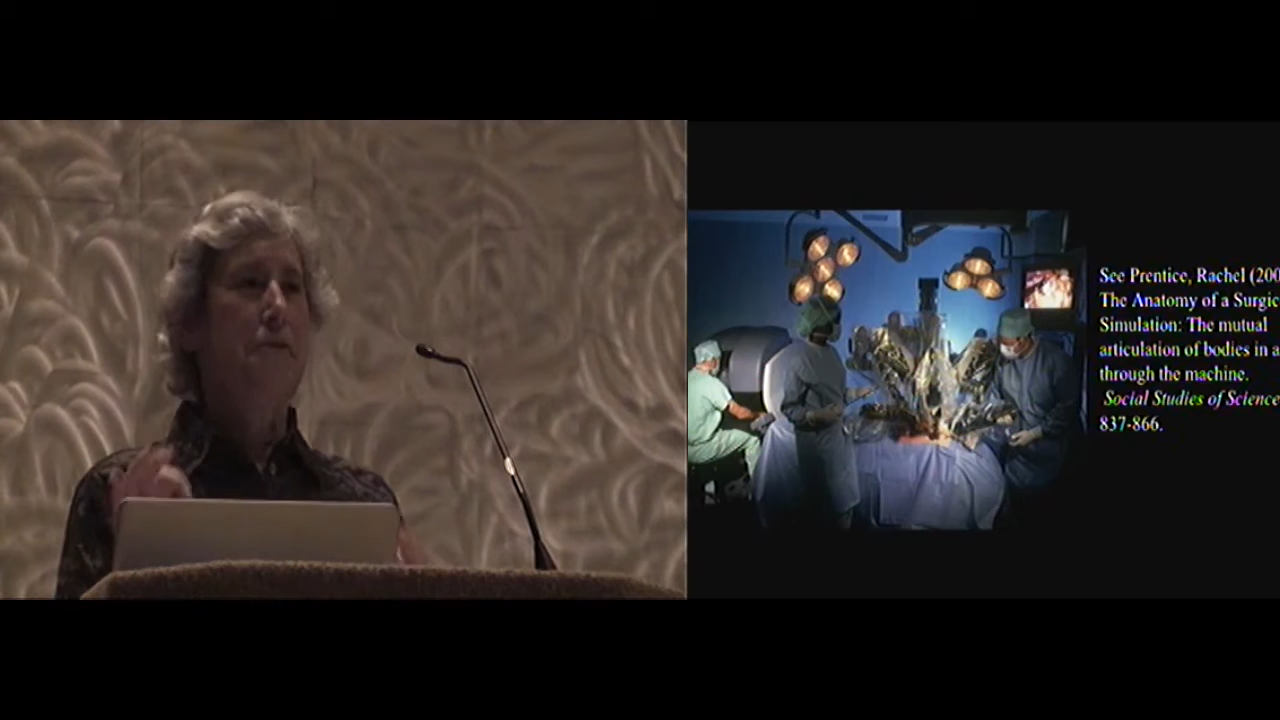 See Prentice, Rachel (200
The Anatomy of a Surgic
Simulation: The mutual
articulation of bodies in a
through the machine.
Social Studies of Science
837-866.